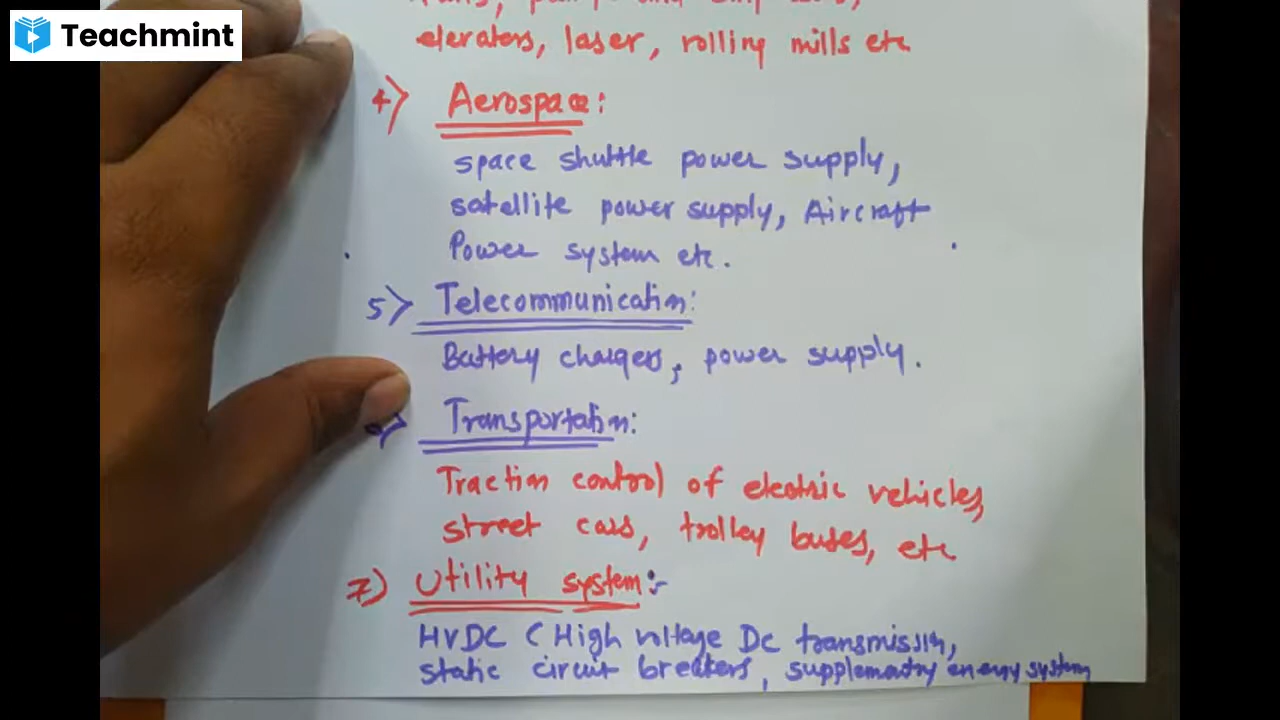 Teachmint
elevators, laser, rolling mills etc
4) Aerospace:
space shuttle power supply,
satellite power supply, Aircraft
Power system etc.
5) Telecommunication:
Battery chargers, power supply.
Transportation:
Traction control of electric vehicles,
street cars, trolley buses, etc
7) Utility system:-
HVDC (High voltage Dc transmission,
static circuit breakers, supplementry energy system